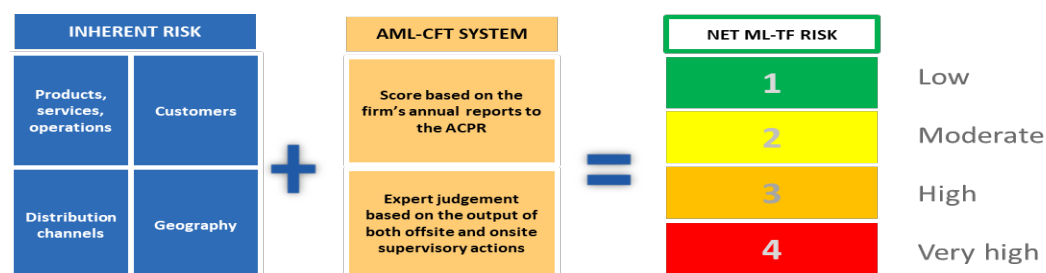 INHERENT RISK
Products,
services,
operations
Customers
Distribution
channels
Geography
+
AML-CFT SYSTEM
Score based on the
firm's annual reports to
the ACPR
Expert judgement
based on the output of
both offsite and onsite
supervisory actions
=
NET ML-TF RISK
1
Low
2
Moderate
3
High
4
Very high